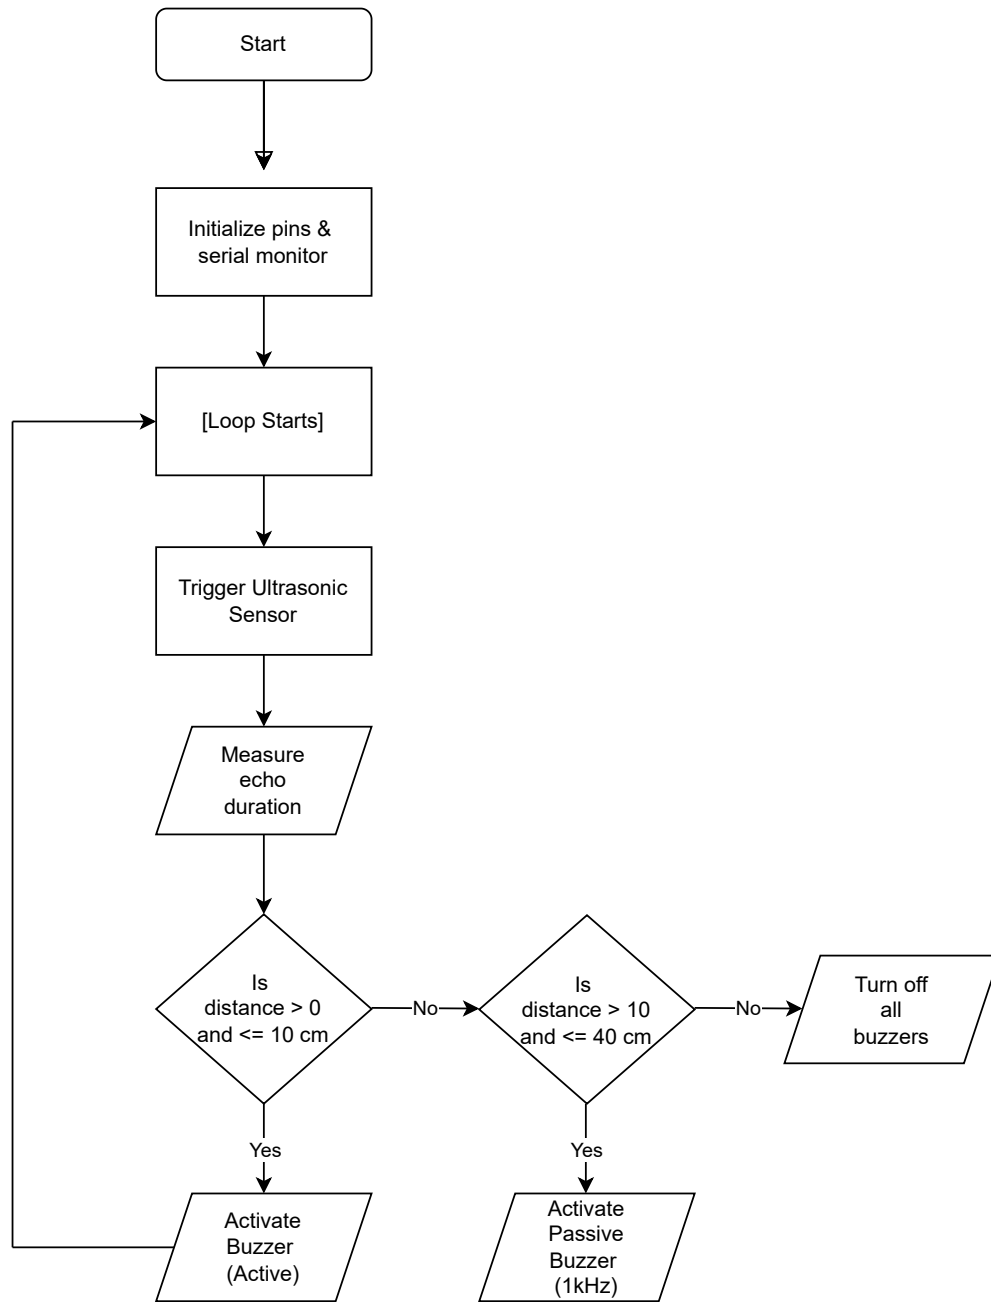 Start
Initialize pins &
serial monitor
[Loop Starts]
Trigger Ultrasonic
Sensor
Measure
echo
duration
Is
distance > 0
and <= 10 cm
No
Is
distance > 10
and <= 40 cm
No
Turn off
all
buzzers
Yes
Yes
Activate
Buzzer
(Active)
Activate
Passive
Buzzer
(1kHz)